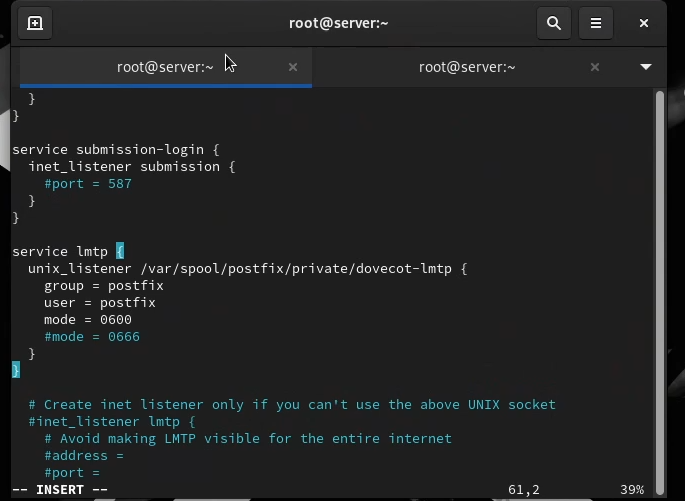 root@server:~
root@server:~
root@server:~
  }
}

service submission-login {
  inet_listener submission {
    #port = 587
  }
}

service lmtp {
  unix_listener /var/spool/postfix/private/dovecot-lmtp {
    group = postfix
    user = postfix
    mode = 0600
    #mode = 0666
  }
}

  # Create inet listener only if you can't use the above UNIX socket
  #inet_listener lmtp {
    # Avoid making LMTP visible for the entire internet
    #address =
    #port =
-- INSERT -- 61,2 39%